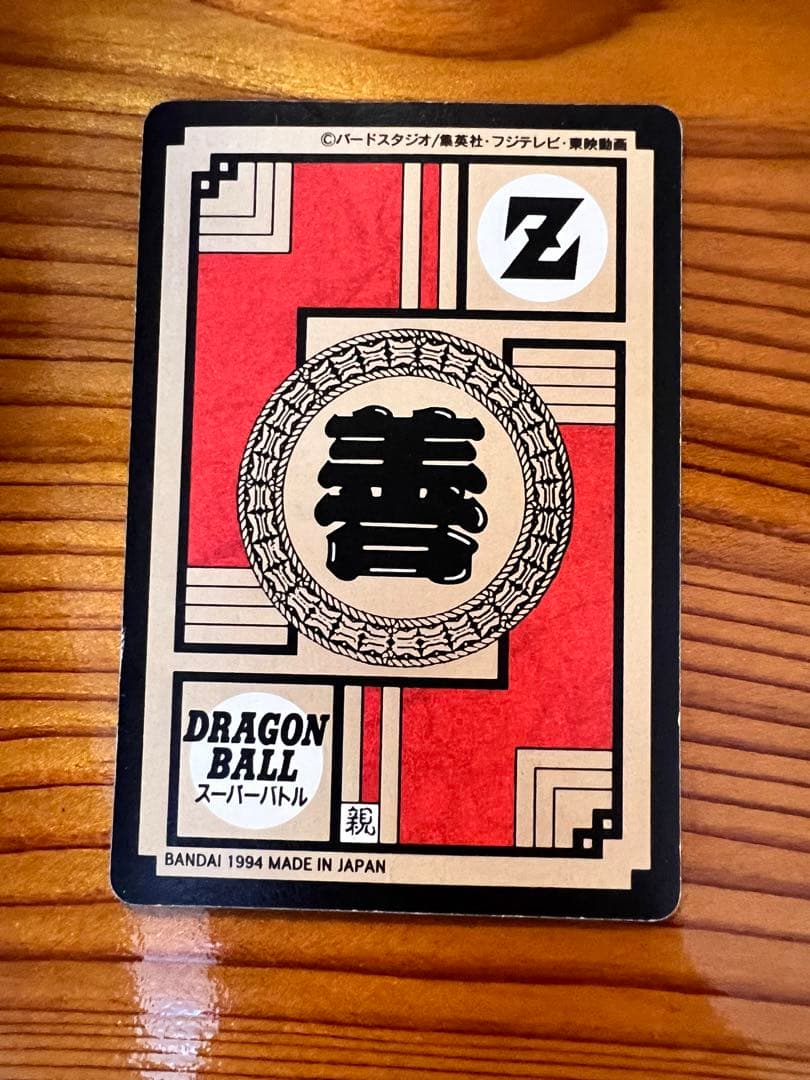 ©バードスタジオ/集英社・フジテレビ・東映動画
Z
善
DRAGON
BALL
スーパーバトル
親
BANDAI 1994 MADE IN JAPAN